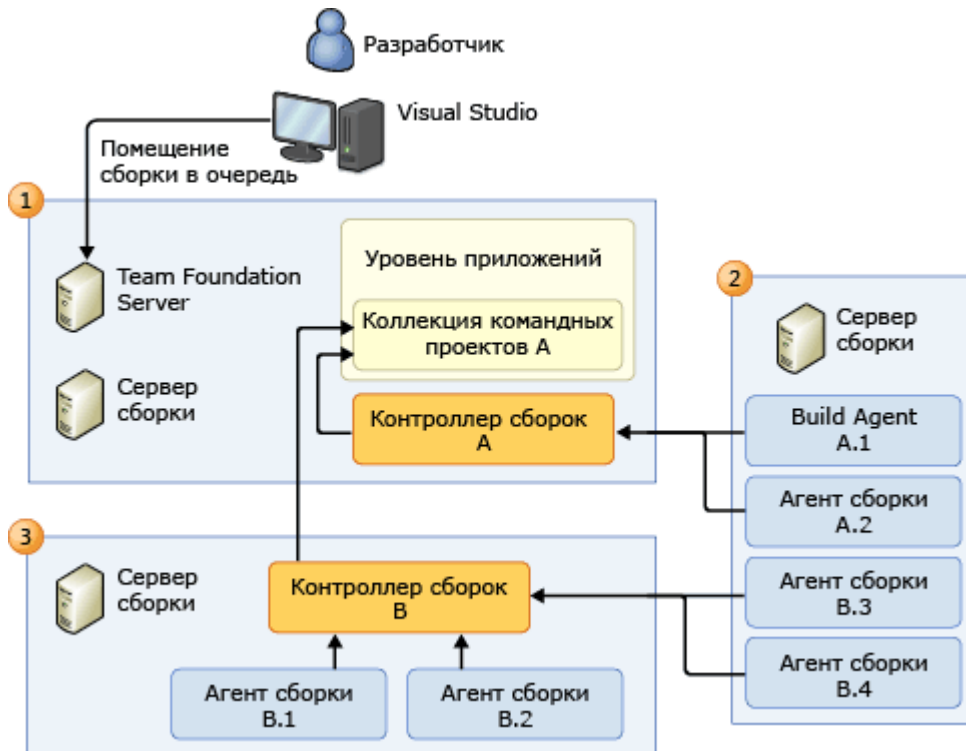 Разработчик
Visual Studio
Помещение
сборки в очередь
1
Team Foundation
Server
Сервер
сборки
Уровень приложений
Коллекция командных
проектов A
Контроллер сборок
A
2
Сервер
сборки
Build Agent
A.1
Агент сборки
A.2
Агент сборки
B.3
Агент сборки
B.4
3
Сервер
сборки
Контроллер сборок
B
Агент сборки
B.1
Агент сборки
B.2